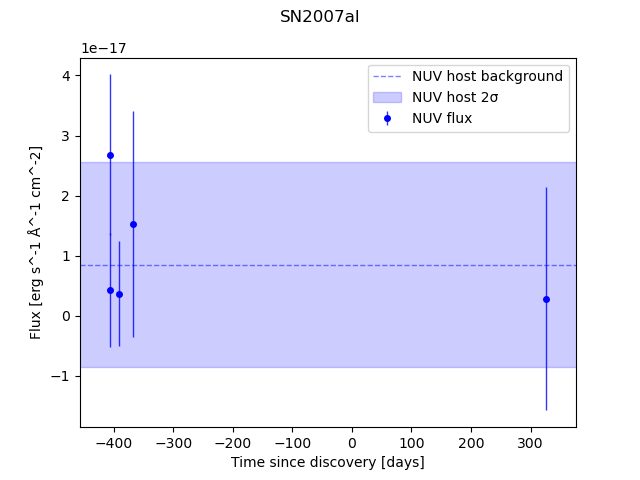 SN2007al
1e−17
NUV host background
NUV host 2σ
NUV flux
4
3
2
1
0
−1
Flux [erg s^-1 Å^-1 cm^-2]
−400 −300 −200 −100 0 100 200 300
Time since discovery [days]